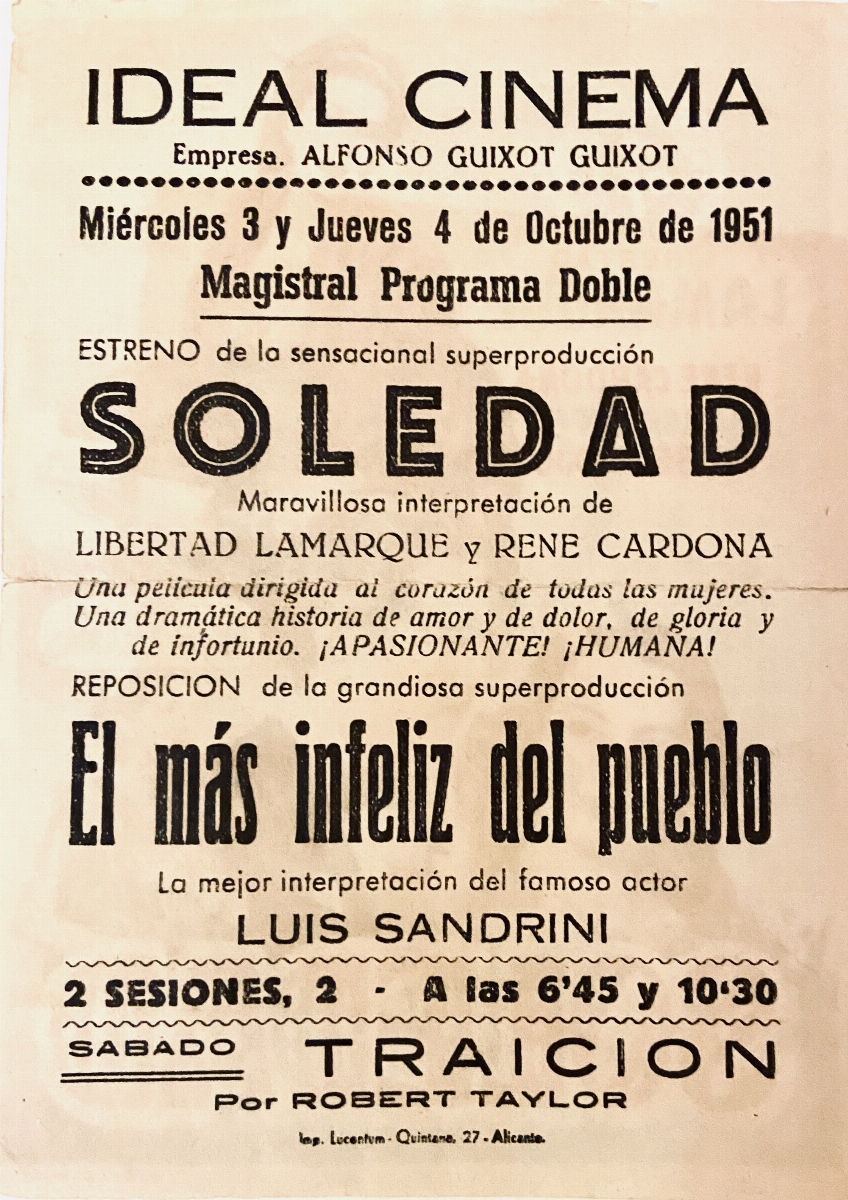 IDEAL CINEMA
Empresa. ALFONSO GUIXOT GUIXOT
Miércoles 3 y Jueves 4 de Octubre de 1951
Magistral Programa Doble
ESTRENO de la sensacianal superproducción
SOLEDAD
Maravillosa interpretación de
LIBERTAD LAMARQUE y RENE CARDONA
Una película dirigida al corazón de todas las mujeres.
Una dramática historia de amor y de dolor, de gloria y
de infortunio. ¡APASIONANTE! ¡HUMANA!
REPOSICION de la grandiosa superproducción
El más infeliz del pueblo
La mejor interpretación del famoso actor
LUIS SANDRINI
2 SESIONES, 2 - A las 6'45 y 10'30
SABADO TRAICION
Por ROBERT TAYLOR
Imp. Lucentum - Quintana, 27 - Alicante.